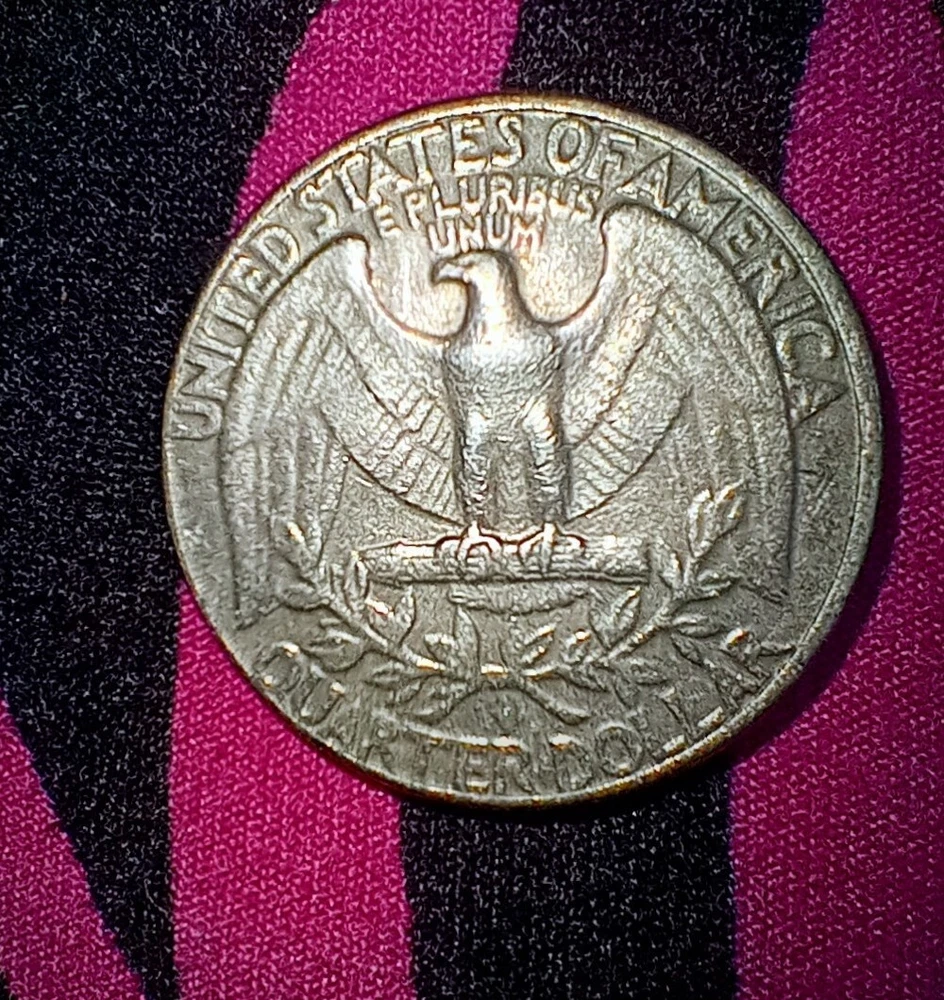 UNITED STATES OF AMERICA
E PLURIBUS
UNUM
QUARTER DOLLAR